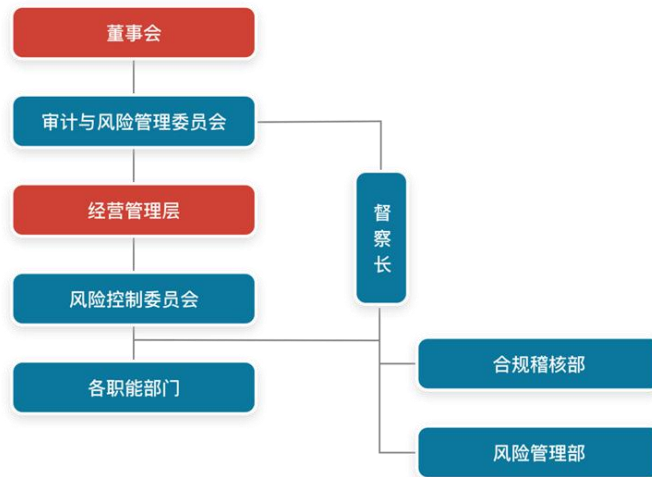 董事会
审计与风险管理委员会
经营管理层
督察长
风险控制委员会
合规稽核部
各职能部门
风险管理部